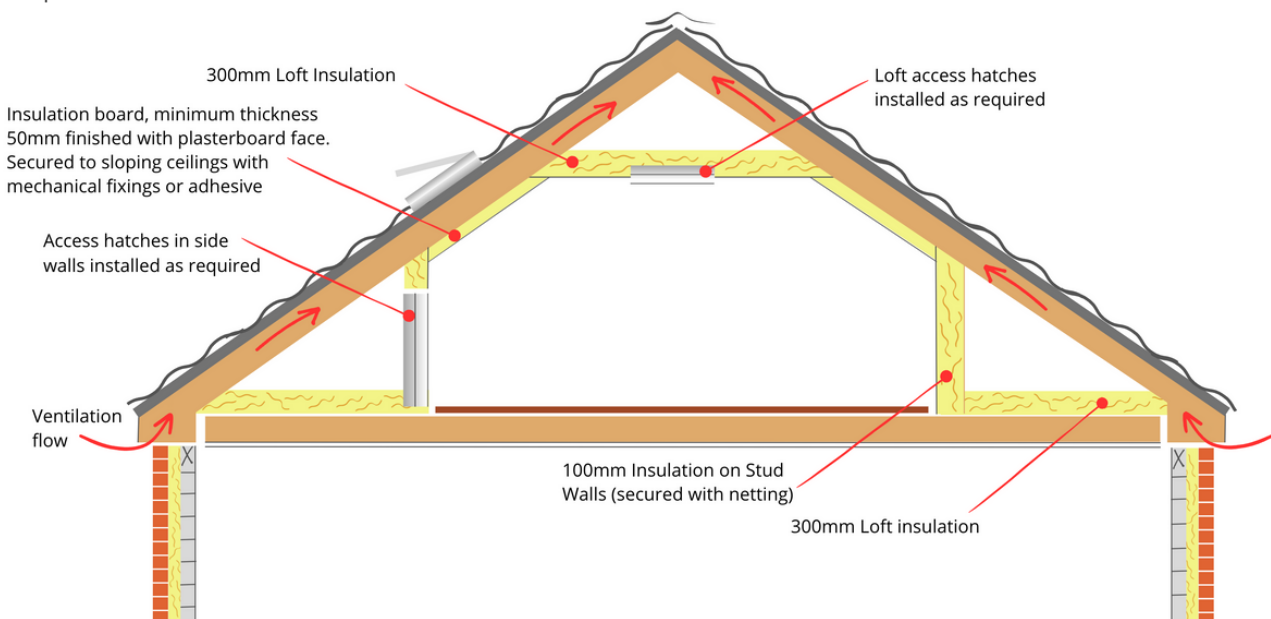 300mm Loft Insulation
Loft access hatches
installed as required
Insulation board, minimum thickness
50mm finished with plasterboard face.
Secured to sloping ceilings with
mechanical fixings or adhesive
Access hatches in side
walls installed as required
Ventilation
flow
100mm Insulation on Stud
Walls (secured with netting)
300mm Loft insulation